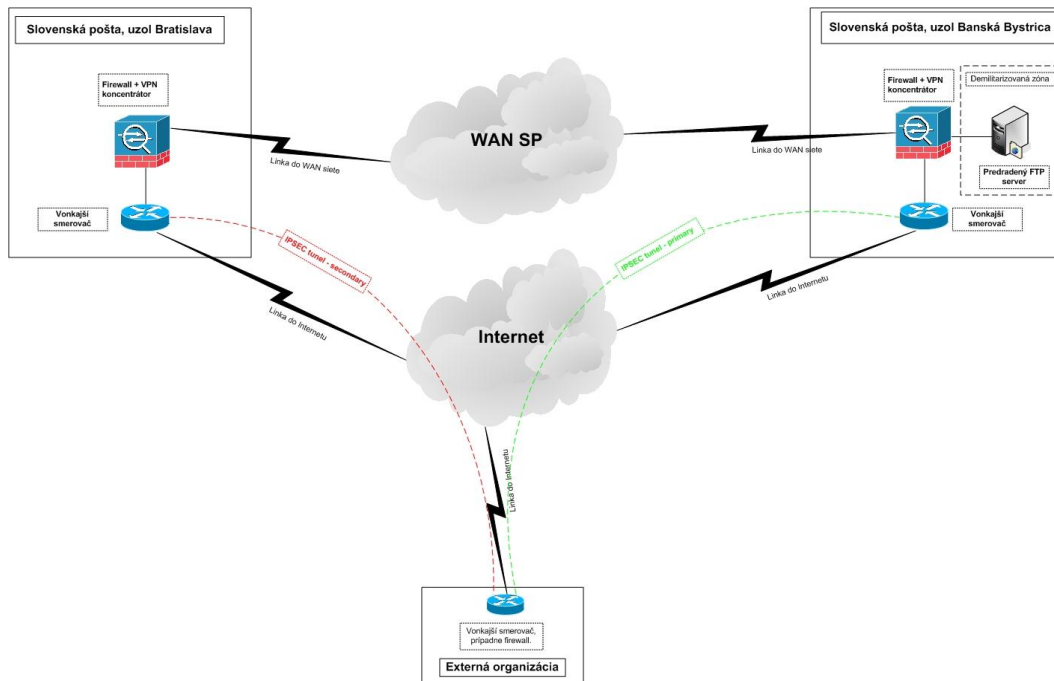 Slovenská pošta, uzol Bratislava
Firewall + VPN
koncentrátor
Linka do WAN siete
Vonkajší
smerovač
WAN SP
Slovenská pošta, uzol Banská Bystrica
Firewall + VPN
koncentrátor
Demilitarizovaná zóna
Linka do WAN siete
Predradený FTP
server
Vonkajší
smerovač
IPSEC tunel - secondary
IPSEC tunel - primary
Linka do Internetu
Linka do Internetu
Internet
Linka do Internetu
Vonkajší smerovač,
prípadne firewall.
Externá organizácia